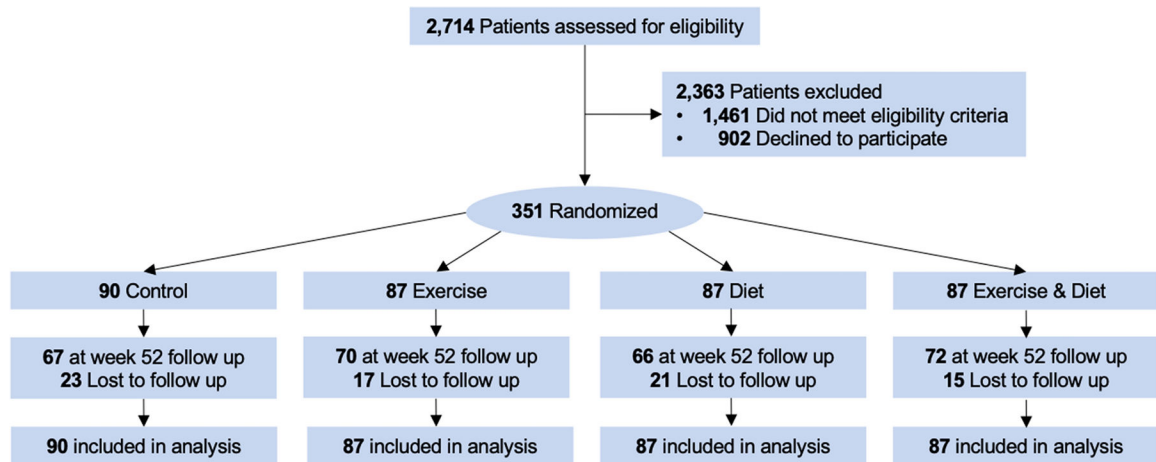 2,714 Patients assessed for eligibility
2,363 Patients excluded
• 1,461 Did not meet eligibility criteria
• 902 Declined to participate
351 Randomized
90 Control
87 Exercise
87 Diet
87 Exercise & Diet
67 at week 52 follow up
23 Lost to follow up
70 at week 52 follow up
17 Lost to follow up
66 at week 52 follow up
21 Lost to follow up
72 at week 52 follow up
15 Lost to follow up
90 included in analysis
87 included in analysis
87 included in analysis
87 included in analysis